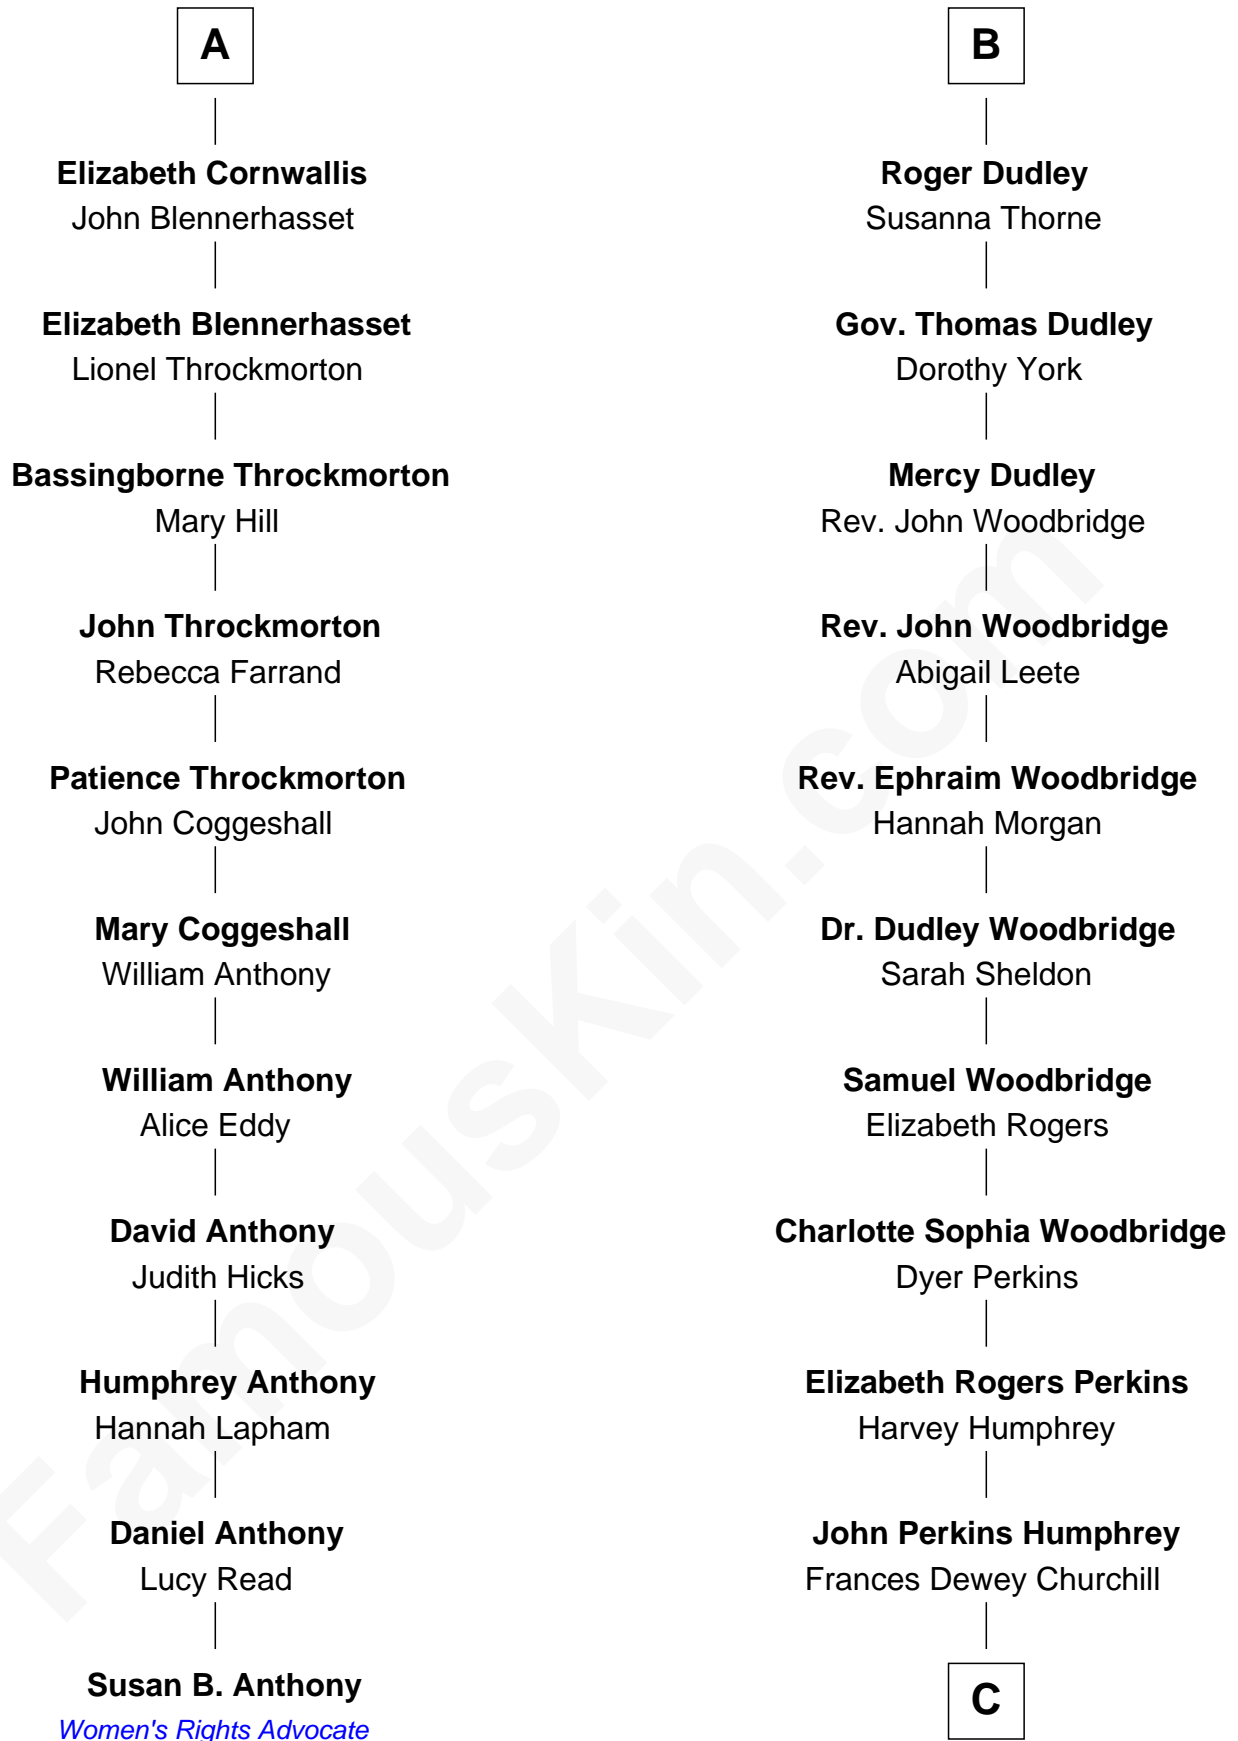 A
Elizabeth Cornwallis
John Blennerhasset
Elizabeth Blennerhasset
Lionel Throckmorton
Bassingborne Throckmorton
Mary Hill
John Throckmorton
Rebecca Farrand
Patience Throckmorton
John Coggeshall
Mary Coggeshall
William Anthony
William Anthony
Alice Eddy
David Anthony
Judith Hicks
Humphrey Anthony
Hannah Lapham
Daniel Anthony
Lucy Read
Susan B. Anthony
Women's Rights Advocate
B
Roger Dudley
Susanna Thorne
Gov. Thomas Dudley
Dorothy York
Mercy Dudley
Rev. John Woodbridge
Rev. John Woodbridge
Abigail Leete
Rev. Ephraim Woodbridge
Hannah Morgan
Dr. Dudley Woodbridge
Sarah Sheldon
Samuel Woodbridge
Elizabeth Rogers
Charlotte Sophia Woodbridge
Dyer Perkins
Elizabeth Rogers Perkins
Harvey Humphrey
John Perkins Humphrey
Frances Dewey Churchill
C
FamousKin.com